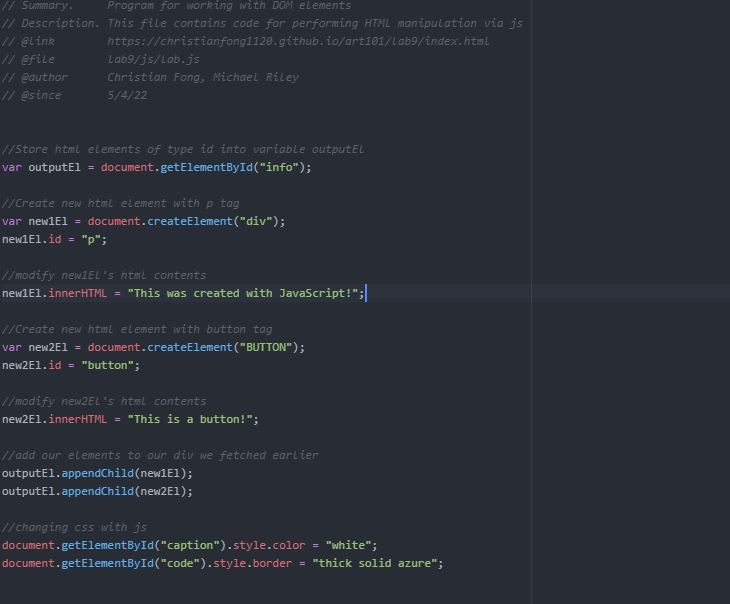 // Summary.     Program for working with DOM elements
// Description. This file contains code for performing HTML manipulation via js
// @link        https://christianfong1120.github.io/art101/lab9/index.html
// @file        lab9/js/lab.js
// @author      Christian Fong, Michael Riley
// @since       5/4/22
//Store html elements of type id into variable outputEl
var outputEl = document.getElementById("info");
//Create new html element with p tag
var new1El = document.createElement("div");
new1El.id = "p";
//modify new1El's html contents
new1El.innerHTML = "This was created with JavaScript!";
//Create new html element with button tag
var new2El = document.createElement("BUTTON");
new2El.id = "button";
//modify new2El's html contents
new2El.innerHTML = "This is a button!";
//add our elements to our div we fetched earlier
outputEl.appendChild(new1El);
outputEl.appendChild(new2El);
//changing css with js
document.getElementById("caption").style.color = "white";
document.getElementById("code").style.border = "thick solid azure";